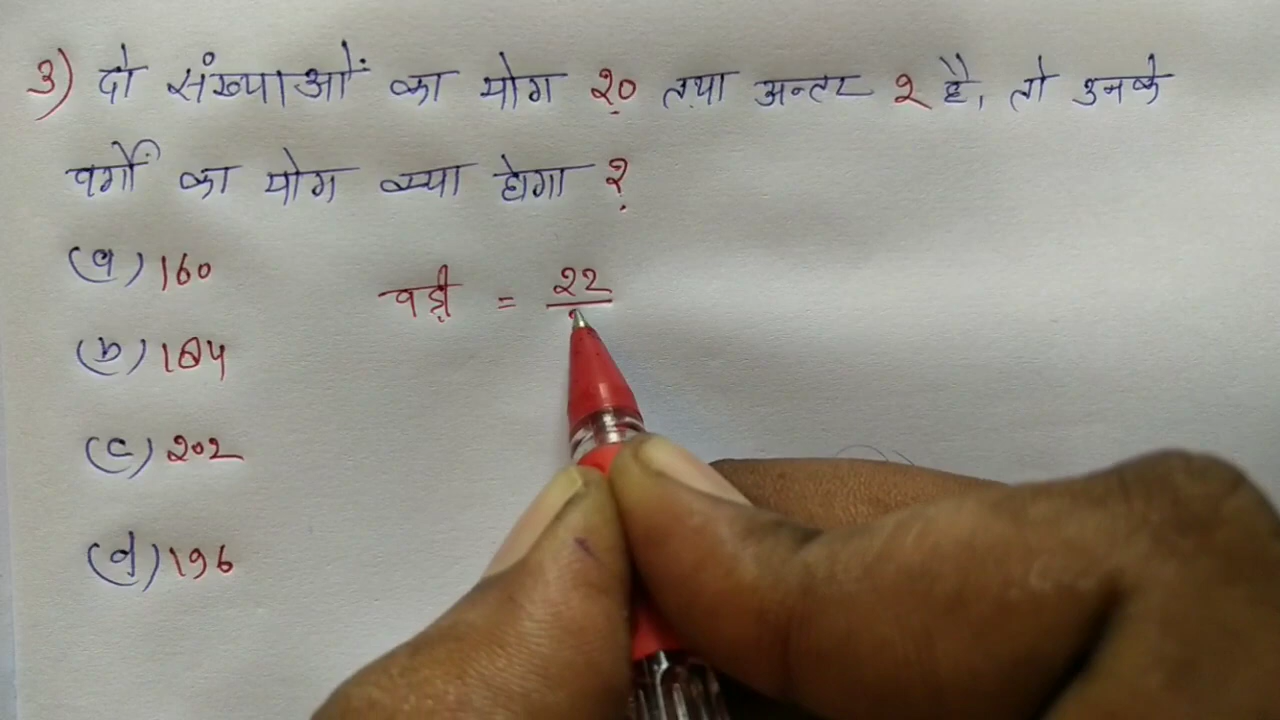 3) दो संख्याओं का योग 20 तथा अन्तर 2 है, तो उनके
वर्गों का योग क्या होगा ?
(a) 160
(b) 184
(c) 202
(d) 196
बड़ी = 22